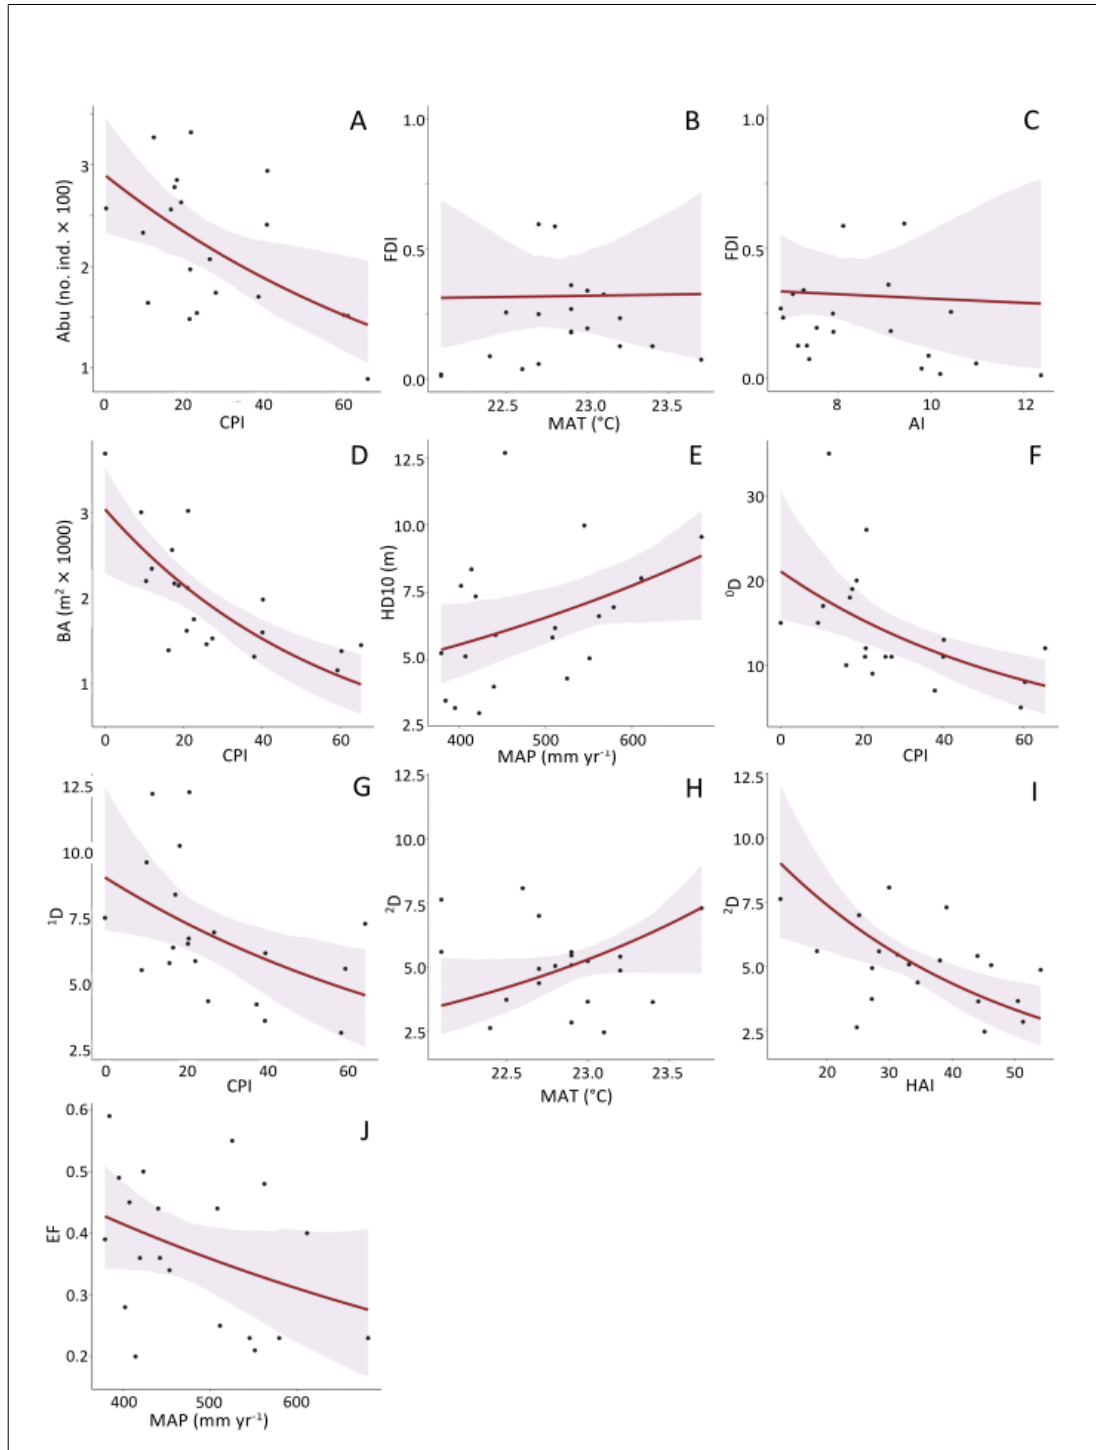 A B C
3
2
1
Abu (no. ind. × 100)
0 20 40 60
CPI
1.0
0.5
0.0
FDI
22.5 23.0 23.5
MAT (°C)
1.0
0.5
0.0
FDI
8 10 12
AI
D E F
3
2
1
BA (m² × 1000)
0 20 40 60
CPI
12.5
10.0
7.5
5.0
2.5
HD10 (m)
400 500 600
MAP (mm yr⁻¹)
30
20
10
⁰D
0 20 40 60
CPI
G H I
12.5
10.0
7.5
5.0
2.5
¹D
0 20 40 60
CPI
12.5
10.0
7.5
5.0
2.5
²D
22.5 23.0 23.5
MAT (°C)
12.5
10.0
7.5
5.0
2.5
²D
20 30 40 50
HAI
J
0.6
0.5
0.4
0.3
0.2
EF
400 500 600
MAP (mm yr⁻¹)